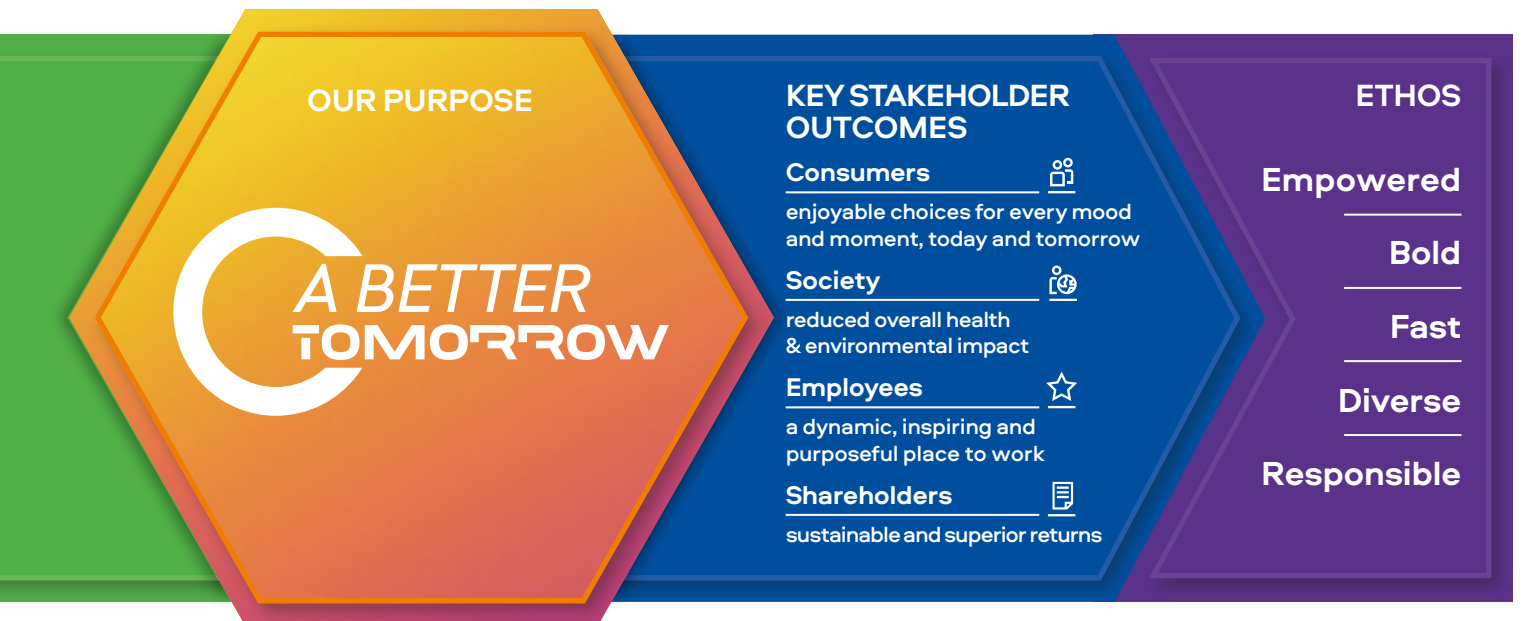 OUR PURPOSE
A BETTER
TOMORROW
KEY STAKEHOLDER
OUTCOMES
Consumers
enjoyable choices for every mood
and moment, today and tomorrow
Society
reduced overall health
& environmental impact
Employees
a dynamic, inspiring and
purposeful place to work
Shareholders
sustainable and superior returns
ETHOS
Empowered
Bold
Fast
Diverse
Responsible